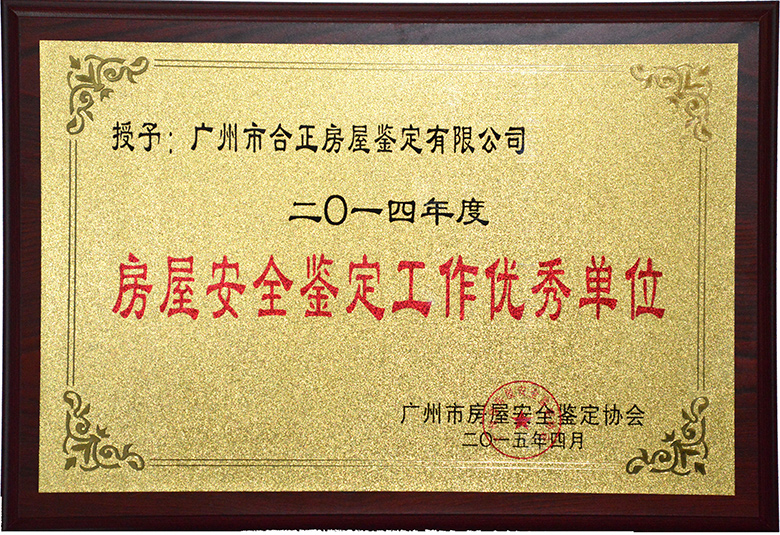 授予：广州市合正房屋鉴定有限公司
二〇一四年度
房屋安全鉴定工作优秀单位
广州市房屋安全鉴定协会
二〇一五年四月